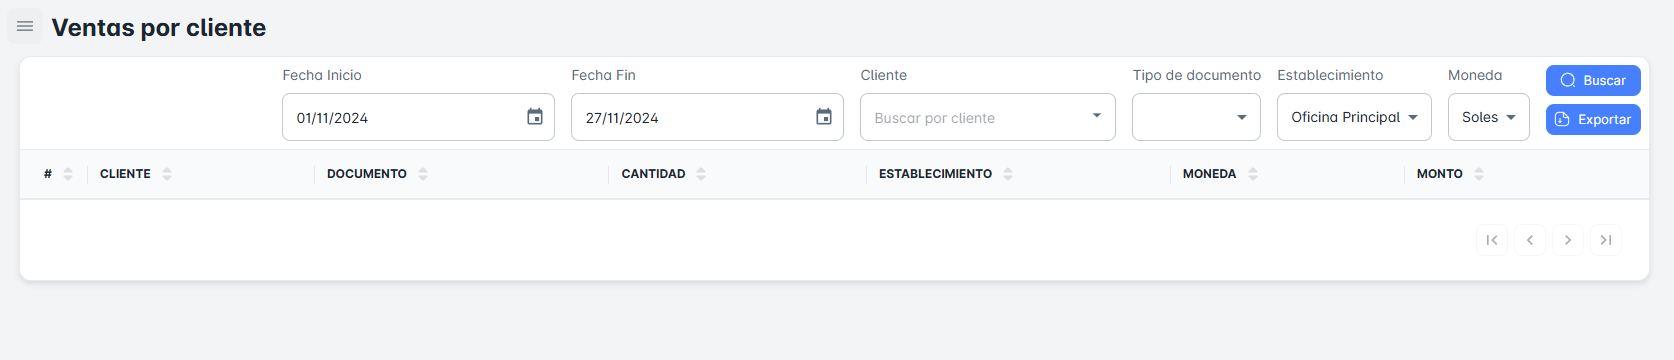 Ventas por cliente
Fecha Inicio Fecha Fin Cliente Tipo de documento Establecimiento Moneda
01/11/2024 27/11/2024 Buscar por cliente Oficina Principal Soles
Buscar
Exportar
# CLIENTE DOCUMENTO CANTIDAD ESTABLECIMIENTO MONEDA MONTO